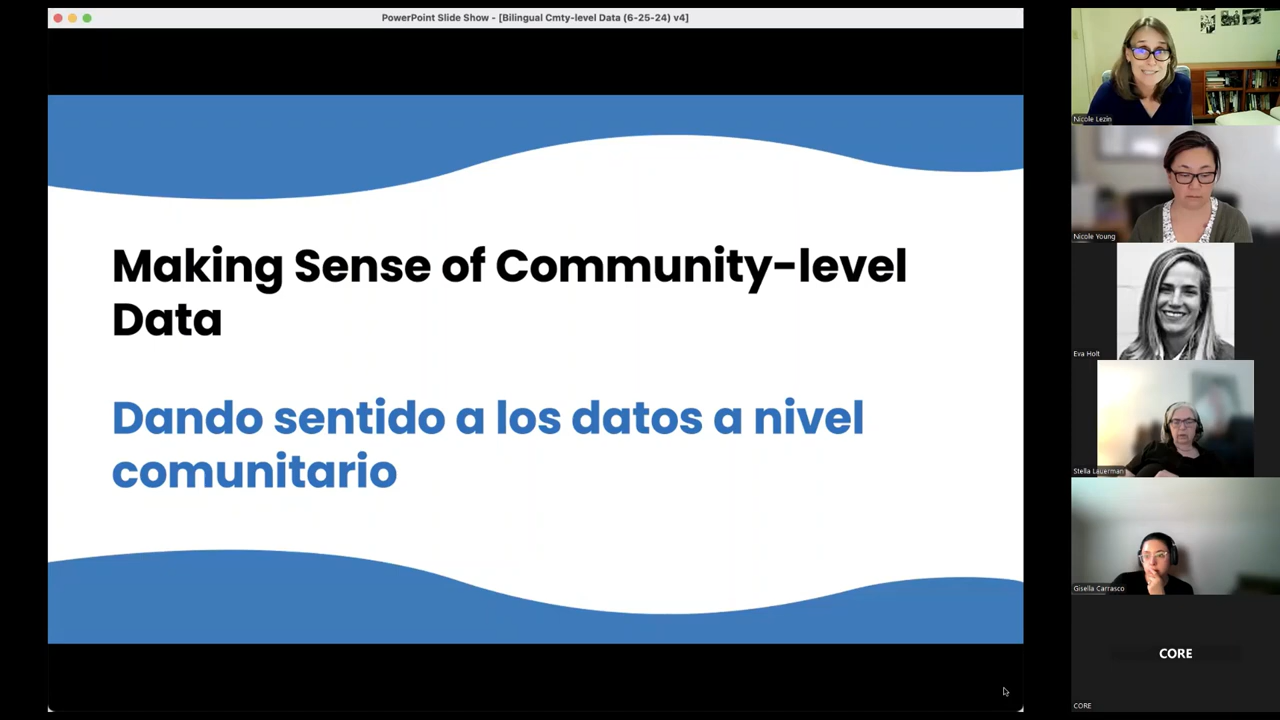 PowerPoint Slide Show - [Bilingual Cmty-level Data (6-25-24) v4]
Making Sense of Community-level
Data
Dando sentido a los datos a nivel
comunitario
Nicole Lezin
Nicole Young
Eva Holt
Stella Lauerman
Gisella Carrasco
CORE
CORE